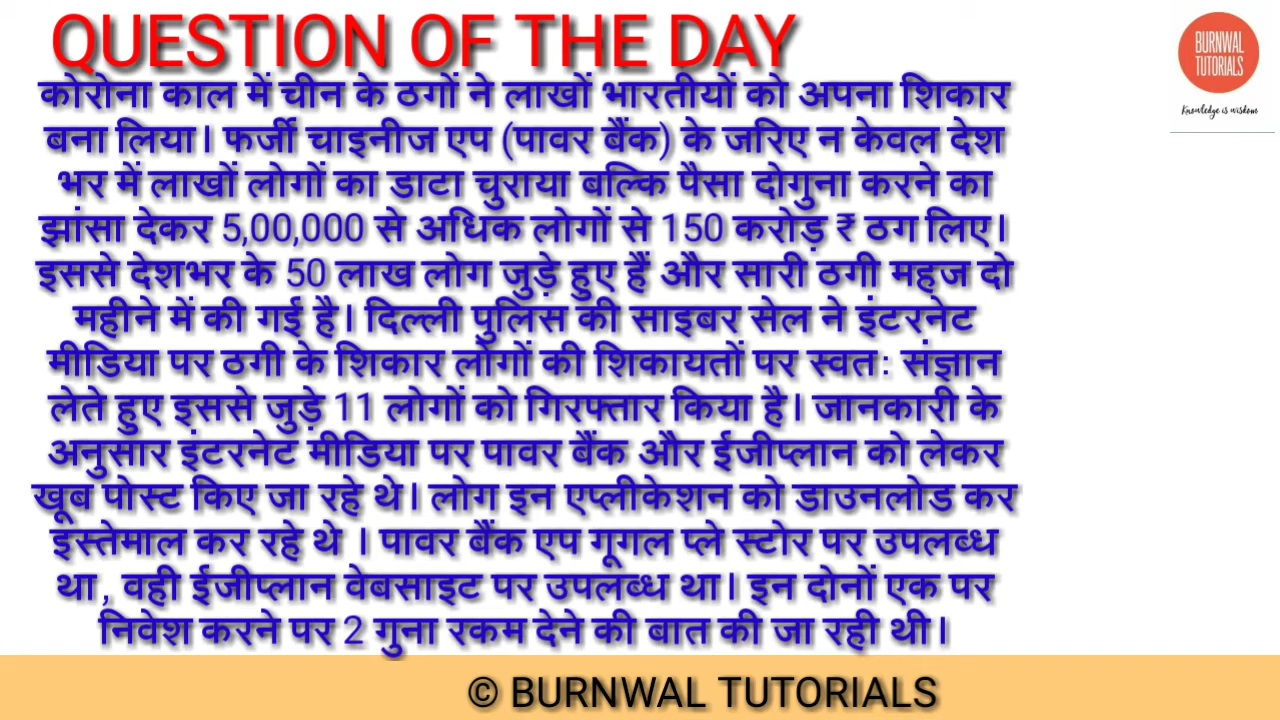 QUESTION OF THE DAY
BURNWAL
TUTORIALS
Knowledge is wisdom
कोरोना काल में चीन के ठगों ने लाखों भारतीयों को अपना शिकार
बना लिया। फर्जी चाइनीज एप (पावर बैंक) के जरिए न केवल देश
भर में लाखों लोगों का डाटा चुराया बल्कि पैसा दोगुना करने का
झांसा देकर 5,00,000 से अधिक लोगों से 150 करोड़ ₹ ठग लिए।
इससे देशभर के 50 लाख लोग जुड़े हुए हैं और सारी ठगी महज दो
महीने में की गई है। दिल्ली पुलिस की साइबर सेल ने इंटरनेट
मीडिया पर ठगी के शिकार लोगों की शिकायतों पर स्वतः संज्ञान
लेते हुए इससे जुड़े 11 लोगों को गिरफ्तार किया है। जानकारी के
अनुसार इंटरनेट मीडिया पर पावर बैंक और ईजीप्लान को लेकर
खूब पोस्ट किए जा रहे थे। लोग इन एप्लीकेशन को डाउनलोड कर
इस्तेमाल कर रहे थे । पावर बैंक एप गूगल प्ले स्टोर पर उपलब्ध
था, वही ईजीप्लान वेबसाइट पर उपलब्ध था। इन दोनों एक पर
निवेश करने पर 2 गुना रकम देने की बात की जा रही थी।
© BURNWAL TUTORIALS